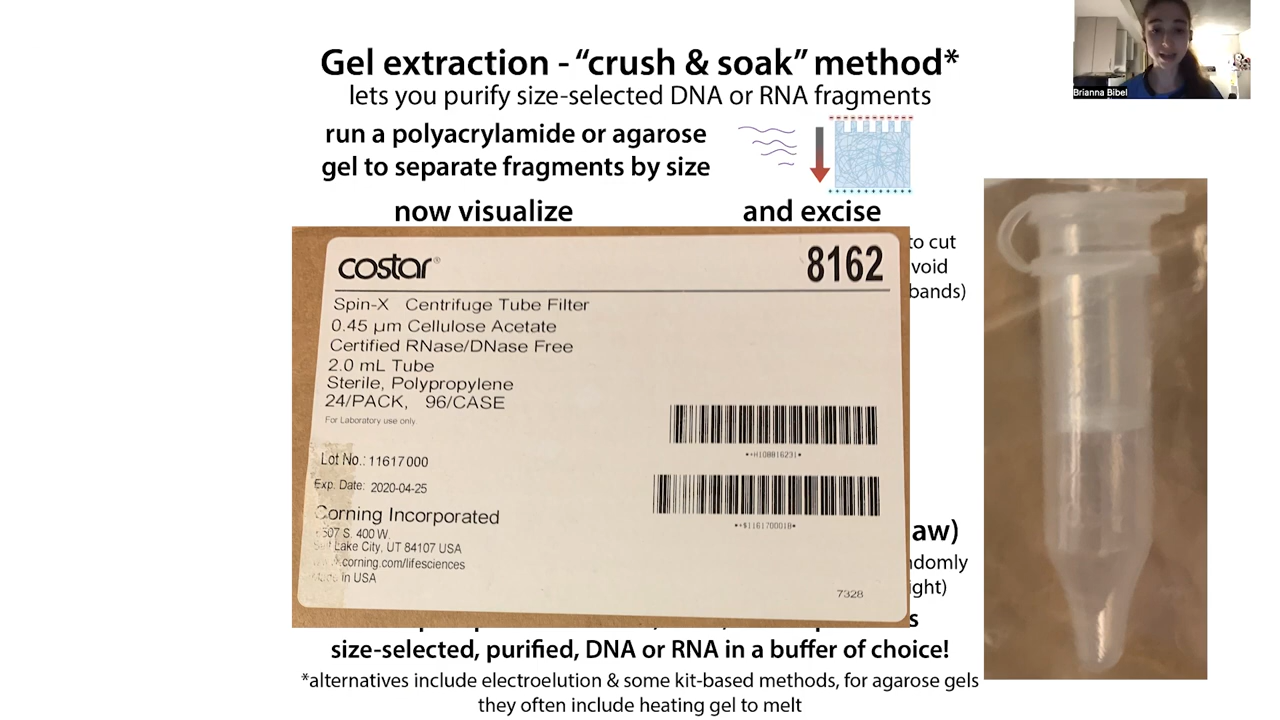 Gel extraction - “crush & soak” method*
lets you purify size-selected DNA or RNA fragments
run a polyacrylamide or agarose
gel to separate fragments by size
now visualize
and excise
to cut
void
bands)
costar®
8162
Spin-X Centrifuge Tube Filter
0.45 µm Cellulose Acetate
Certified RNase/DNase Free
2.0 mL Tube
Sterile, Polypropylene
24/PACK, 96/CASE
For Laboratory use only.
Lot No.: 11617000
Exp. Date: 2020-04-25
Corning Incorporated
507 S. 400 W.
Lake City, UT 84107 USA
.corning.com/lifesciences
in USA
7328
aw)
ndomly
ight)
s
size-selected, purified, DNA or RNA in a buffer of choice!
*alternatives include electroelution & some kit-based methods, for agarose gels
they often include heating gel to melt
Brianna Bibel